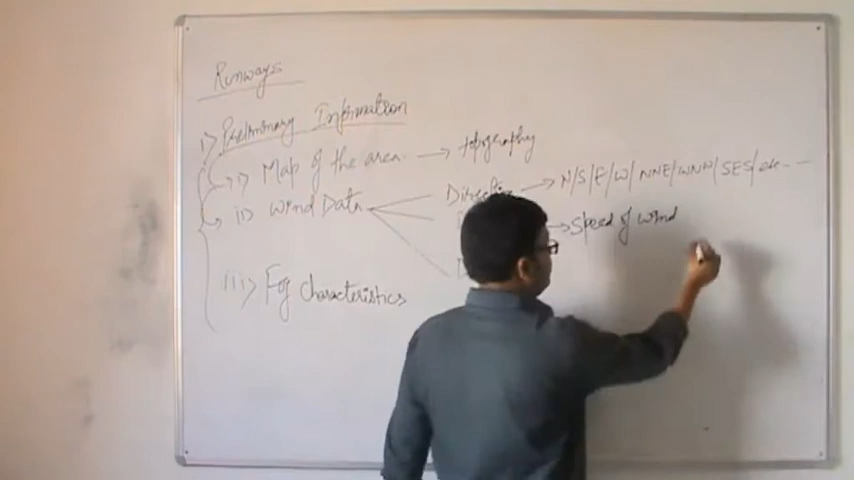 Runways
i> Preliminary Information
i> Map of the area. → topography
ii> Wind Data Direction → N/S/E/W/NNE/WNW/SES/etc---
→ Speed of wind
iii> Fog characteristics